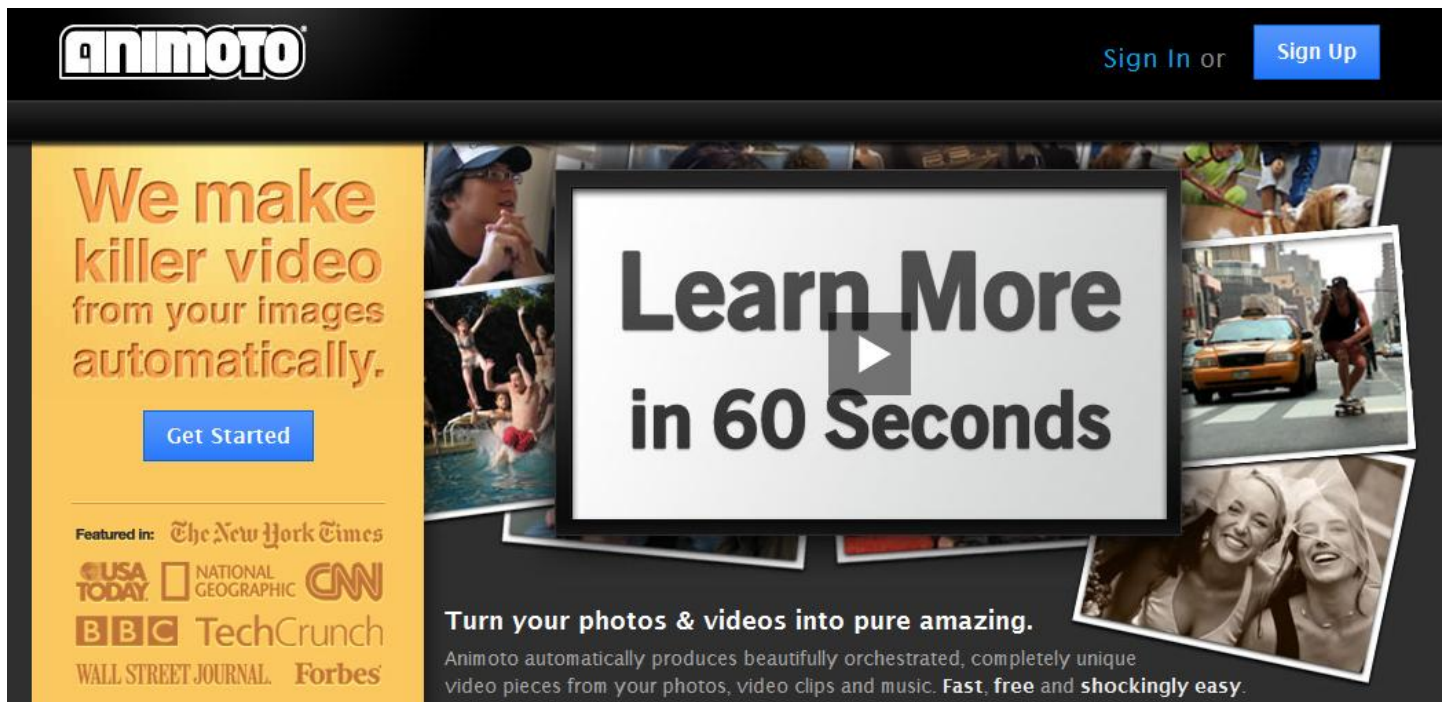 ANIMOTO
Sign In or
Sign Up
We make
killer video
from your images
automatically.
Get Started
Featured in: The New York Times
USA TODAY NATIONAL GEOGRAPHIC CNN
BBC TechCrunch
WALL STREET JOURNAL. Forbes
Learn More
in 60 Seconds
Turn your photos & videos into pure amazing.
Animoto automatically produces beautifully orchestrated, completely unique
video pieces from your photos, video clips and music. Fast, free and shockingly easy.